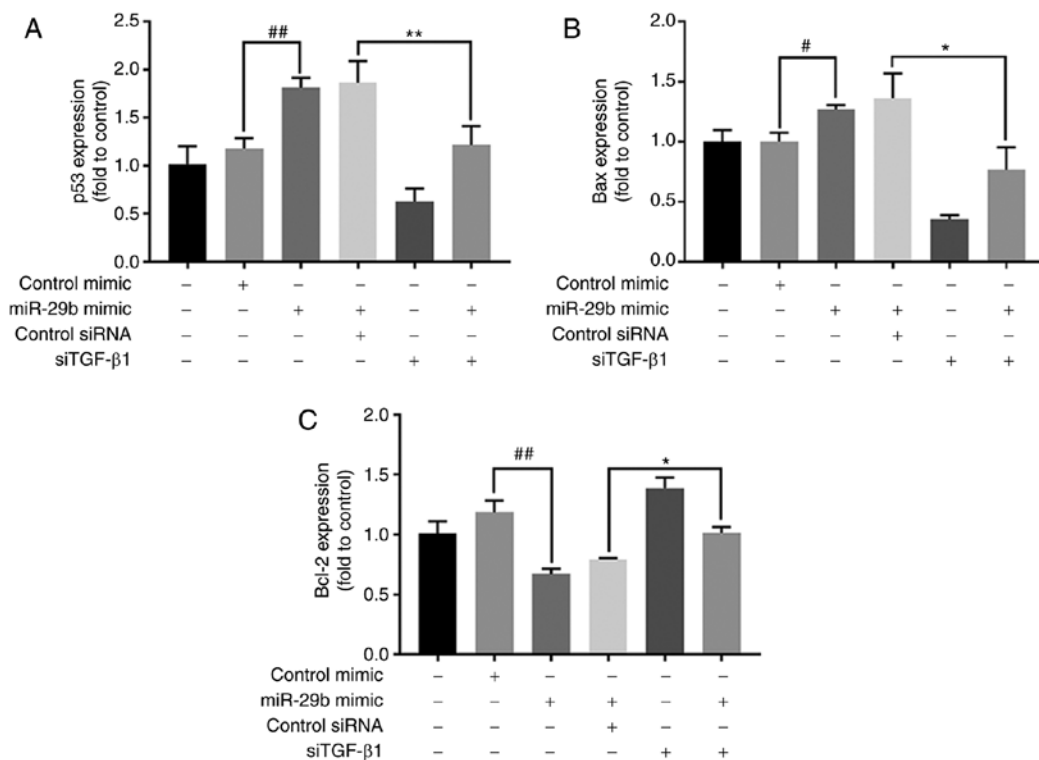 A
p53 expression
(fold to control)
2.5
2.0
1.5
1.0
0.5
0.0
##
**
Control mimic – + – – – –
miR-29b mimic – – + + – +
Control siRNA – – – + – –
siTGF-β1 – – – – + +
B
Bax expression
(fold to control)
2.0
1.5
1.0
0.5
0.0
#
*
Control mimic – + – – – –
miR-29b mimic – – + + – +
Control siRNA – – – + – –
siTGF-β1 – – – – + +
C
Bcl-2 expression
(fold to control)
2.0
1.5
1.0
0.5
0.0
##
*
Control mimic – + – – – –
miR-29b mimic – – + + – +
Control siRNA – – – + – –
siTGF-β1 – – – – + +